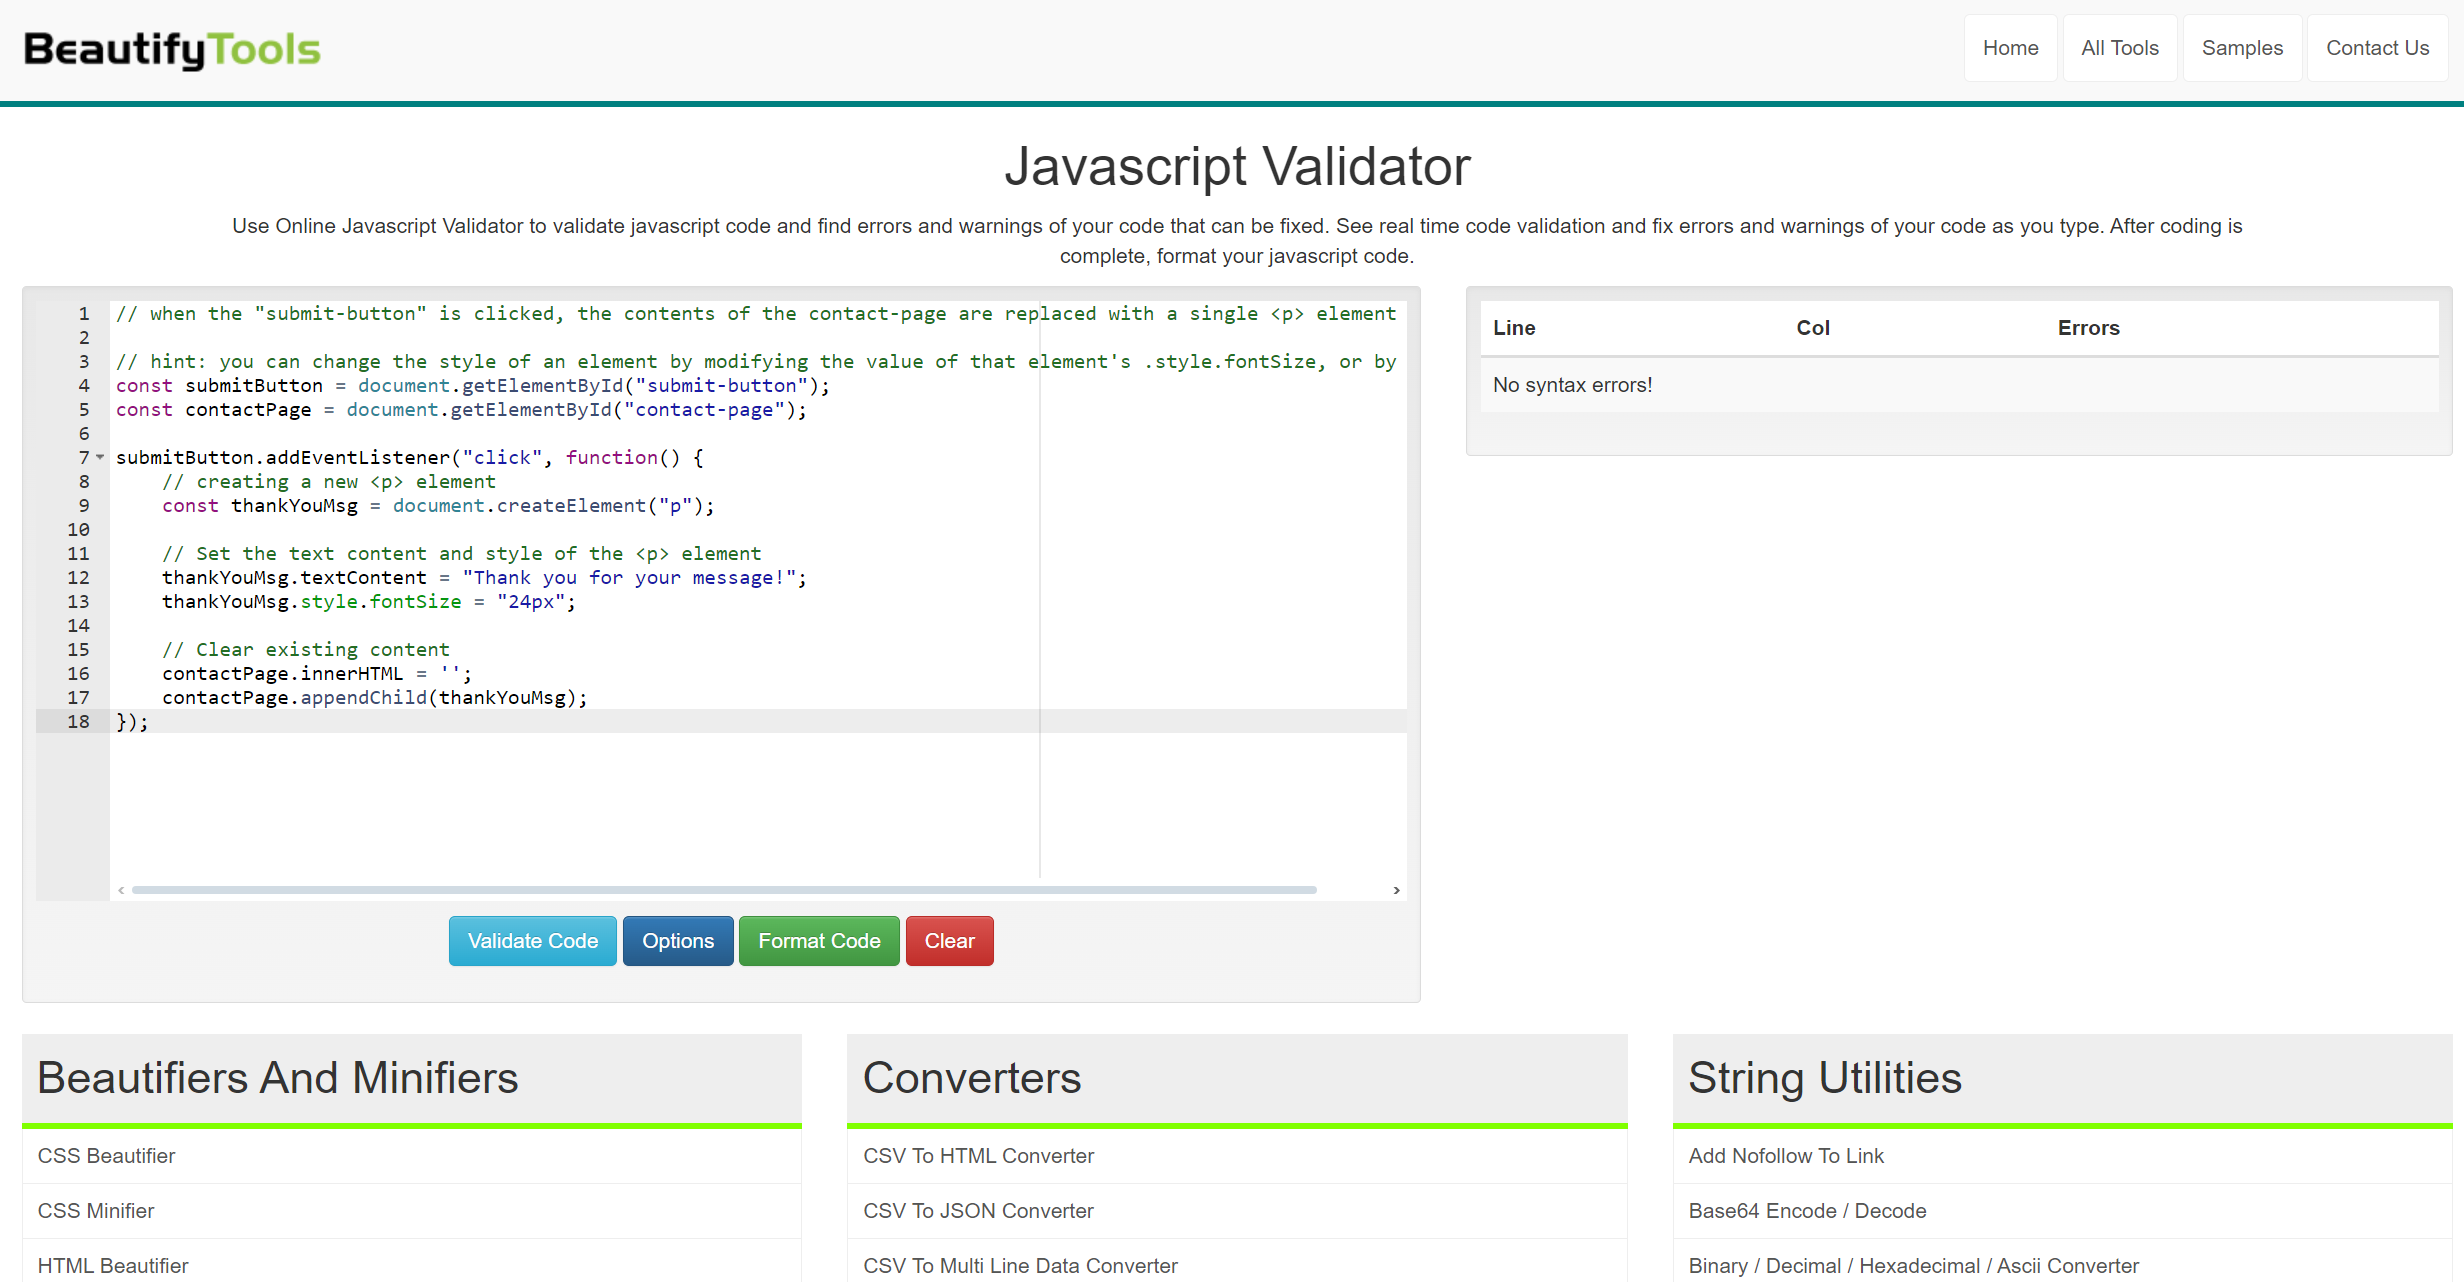 BeautifyTools
Home
All Tools
Samples
Contact Us
Javascript Validator
Use Online Javascript Validator to validate javascript code and find errors and warnings of your code that can be fixed. See real time code validation and fix errors and warnings of your code as you type. After coding is
complete, format your javascript code.
1 // when the "submit-button" is clicked, the contents of the contact-page are replaced with a single <p> element
2
3 // hint: you can change the style of an element by modifying the value of that element's .style.fontSize, or by
4 const submitButton = document.getElementById("submit-button");
5 const contactPage = document.getElementById("contact-page");
6
7 submitButton.addEventListener("click", function() {
8 // creating a new <p> element
9 const thankYouMsg = document.createElement("p");
10
11 // Set the text content and style of the <p> element
12 thankYouMsg.textContent = "Thank you for your message!";
13 thankYouMsg.style.fontSize = "24px";
14
15 // Clear existing content
16 contactPage.innerHTML = '';
17 contactPage.appendChild(thankYouMsg);
18 });
Validate Code
Options
Format Code
Clear
Line Col Errors
No syntax errors!
Beautifiers And Minifiers
CSS Beautifier
CSS Minifier
HTML Beautifier
Converters
CSV To HTML Converter
CSV To JSON Converter
CSV To Multi Line Data Converter
String Utilities
Add Nofollow To Link
Base64 Encode / Decode
Binary / Decimal / Hexadecimal / Ascii Converter